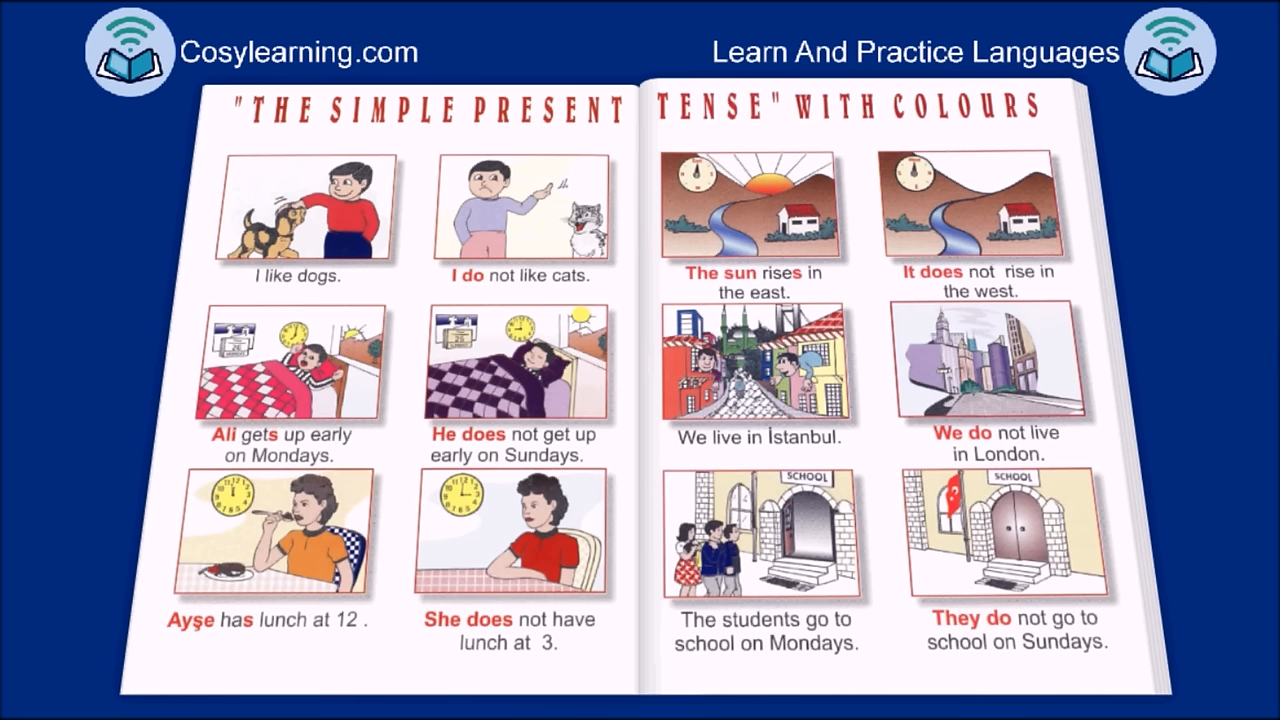 Cosylearning.com
Learn And Practice Languages
"THE SIMPLE PRESENT TENSE" WITH COLOURS
I like dogs.
I do not like cats.
Ali gets up early
on Mondays.
He does not get up
early on Sundays.
Ayşe has lunch at 12 .
She does not have
lunch at 3.
The sun rises in
the east.
It does not rise in
the west.
We live in İstanbul.
We do not live
in London.
SCHOOL
The students go to
school on Mondays.
SCHOOL
They do not go to
school on Sundays.